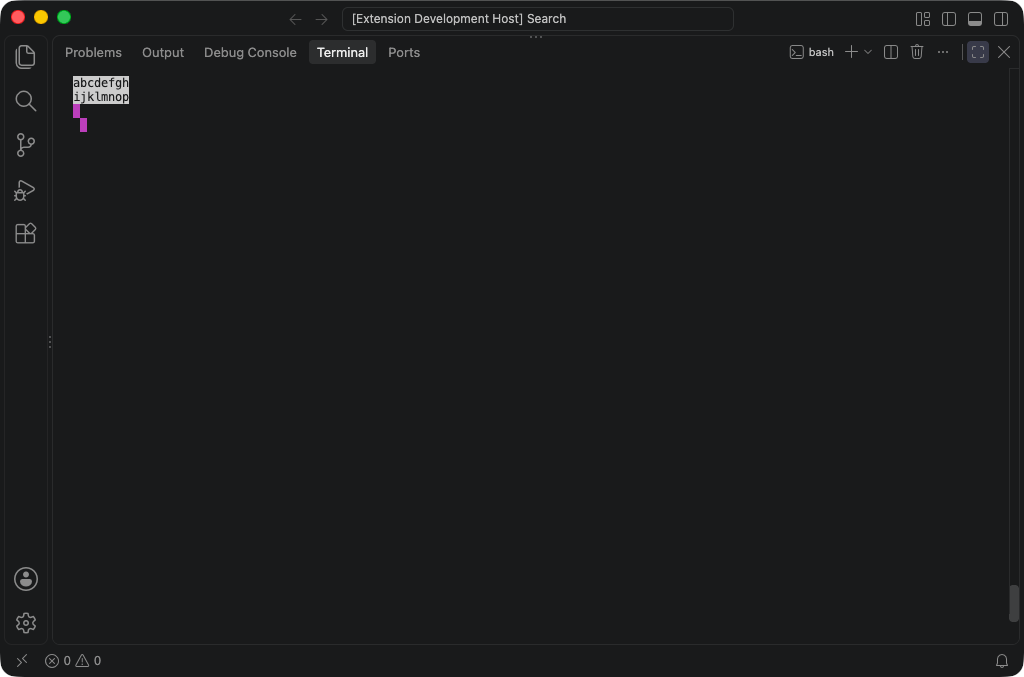 [Extension Development Host] Search
Problems Output Debug Console Terminal Ports bash
abcdefgh
ijklmnop
0 0